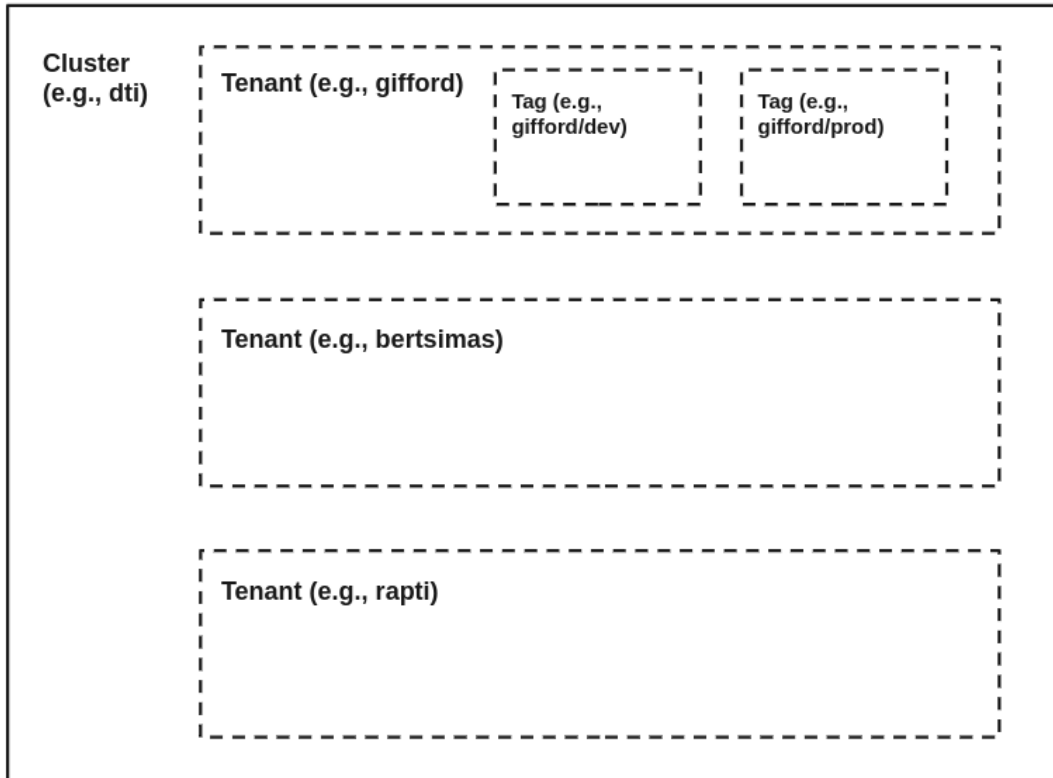 Cluster
(e.g., dti)
Tenant (e.g., gifford)
Tag (e.g.,
gifford/dev)
Tag (e.g.,
gifford/prod)
Tenant (e.g., bertsimas)
Tenant (e.g., rapti)